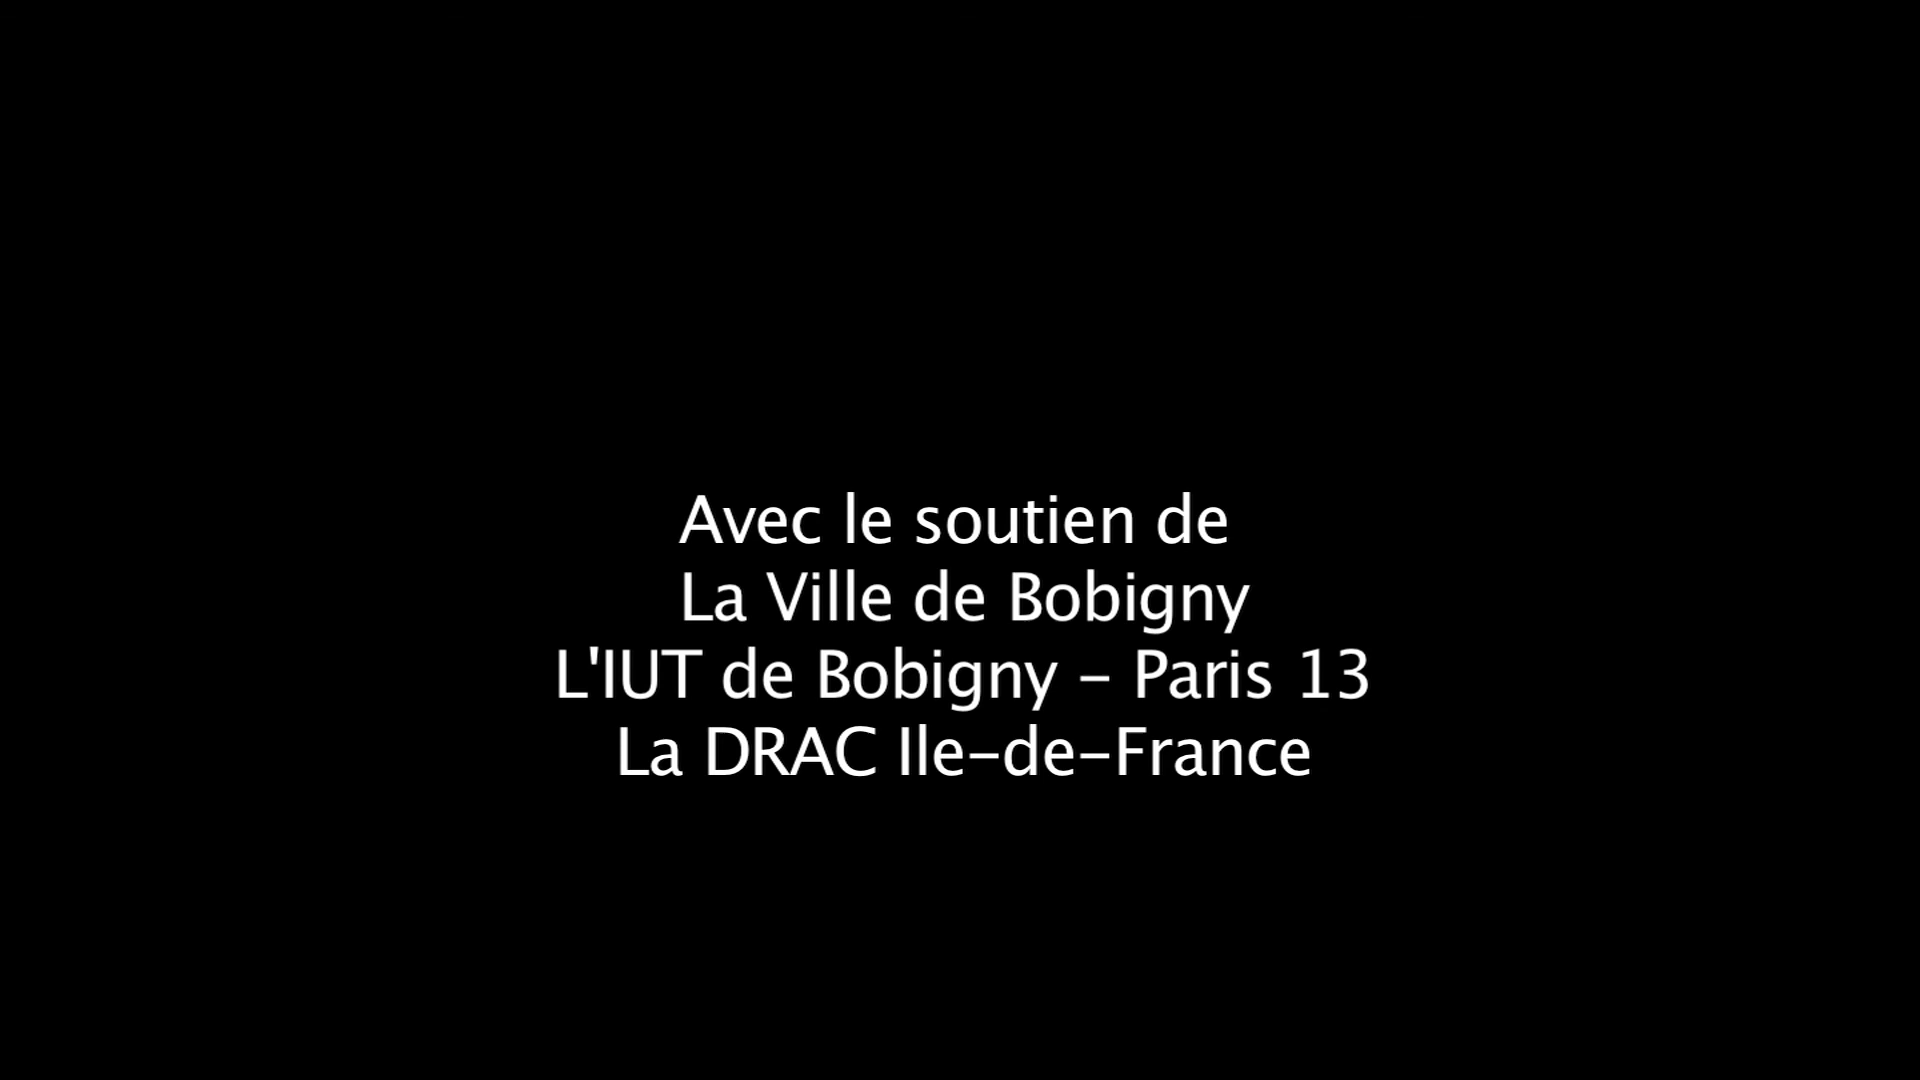 Avec le soutien de
La Ville de Bobigny
L'IUT de Bobigny - Paris 13
La DRAC Ile-de-France